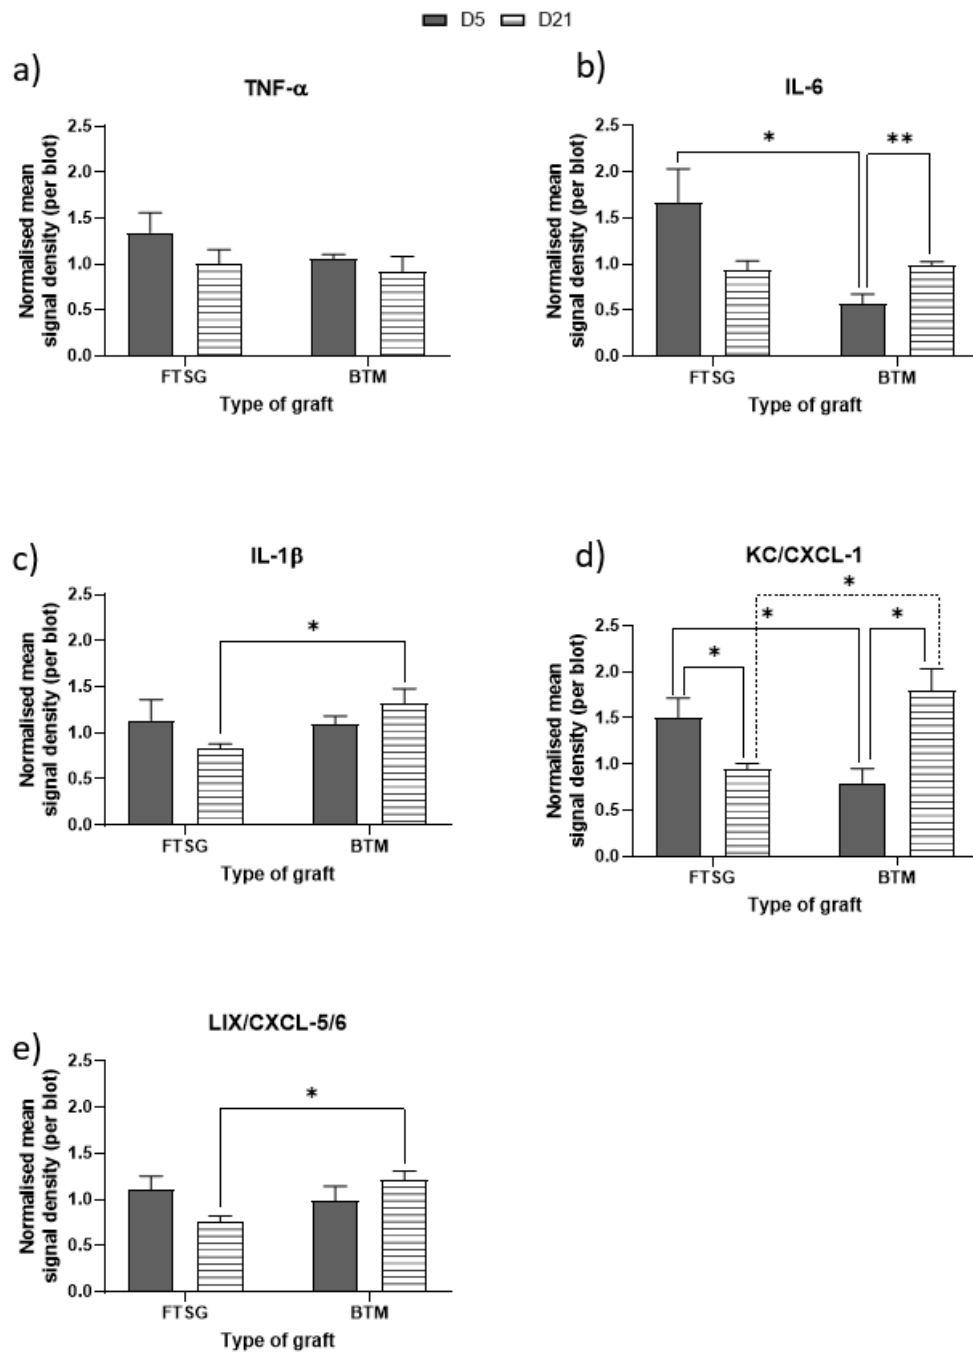 D5 D21
a)
TNF-α
Normalised mean
signal density (per blot)
2.5
2.0
1.5
1.0
0.5
0.0
FTSG BTM
Type of graft
b)
IL-6
Normalised mean
signal density (per blot)
2.5
2.0
1.5
1.0
0.5
0.0
* **
FTSG BTM
Type of graft
c)
IL-1β
Normalised mean
signal density (per blot)
2.5
2.0
1.5
1.0
0.5
0.0
*
FTSG BTM
Type of graft
d)
KC/CXCL-1
Normalised mean
signal density (per blot)
2.5
2.0
1.5
1.0
0.5
0.0
*
* *
*
FTSG BTM
Type of graft
e)
LIX/CXCL-5/6
Normalised mean
signal density (per blot)
2.5
2.0
1.5
1.0
0.5
0.0
*
FTSG BTM
Type of graft